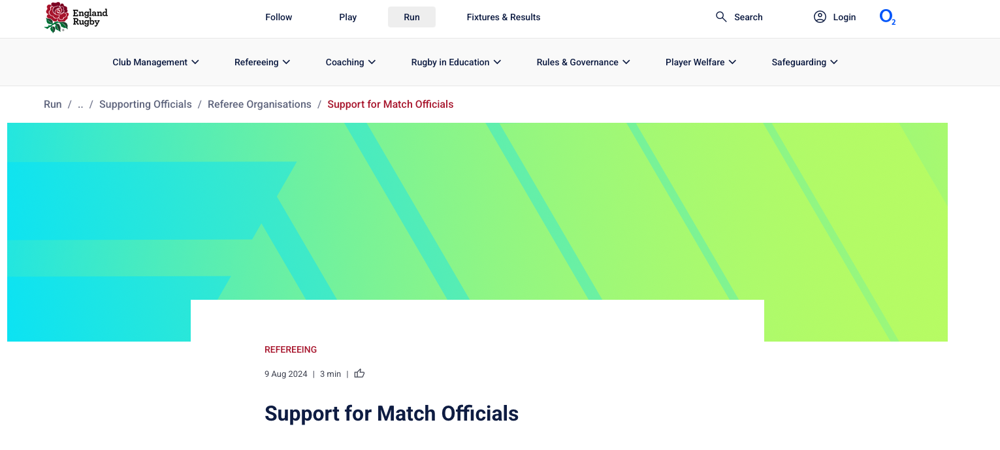 England
Rugby
Follow Play Run Fixtures & Results Search Login O2
Club Management Refereeing Coaching Rugby in Education Rules & Governance Player Welfare Safeguarding
Run / .. / Supporting Officials / Referee Organisations / Support for Match Officials
REFEREEING
9 Aug 2024 | 3 min |
Support for Match Officials